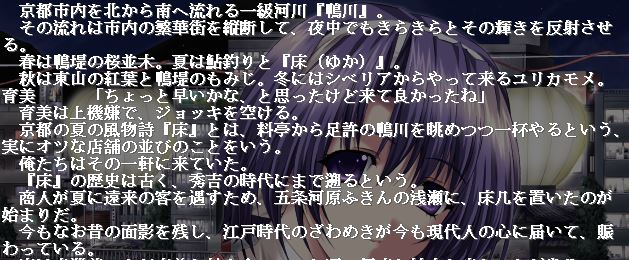 京都市内を北から南へ流れる一級河川『鴨川』。
その流れは市内の繁華街を縦断して、夜中でもきらきらとその輝きを反射させ
る。
春は鴨堤の桜並木。夏は鮎釣りと『床（ゆか）』。
秋は東山の紅葉と鴨堤のもみじ。冬にはシベリアからやって来るユリカモメ。
育美　　「ちょっと早いかな、と思ったけど来て良かったね」
育美は上機嫌で、ジョッキを空ける。
京都の夏の風物詩『床』とは、料亭から足許の鴨川を眺めつつ一杯やるという、
実にオツな店舗の並びのことをいう。
俺たちはその一軒に来ていた。
『床』の歴史は古く、秀吉の時代にまで溯るという。
商人が夏に遠来の客を遇すため、五条河原ふきんの浅瀬に、床几を置いたのが
始まりだ。
今もなお昔の面影を残し、江戸時代のざわめきが今も現代人の心に届いて、賑
わっている。